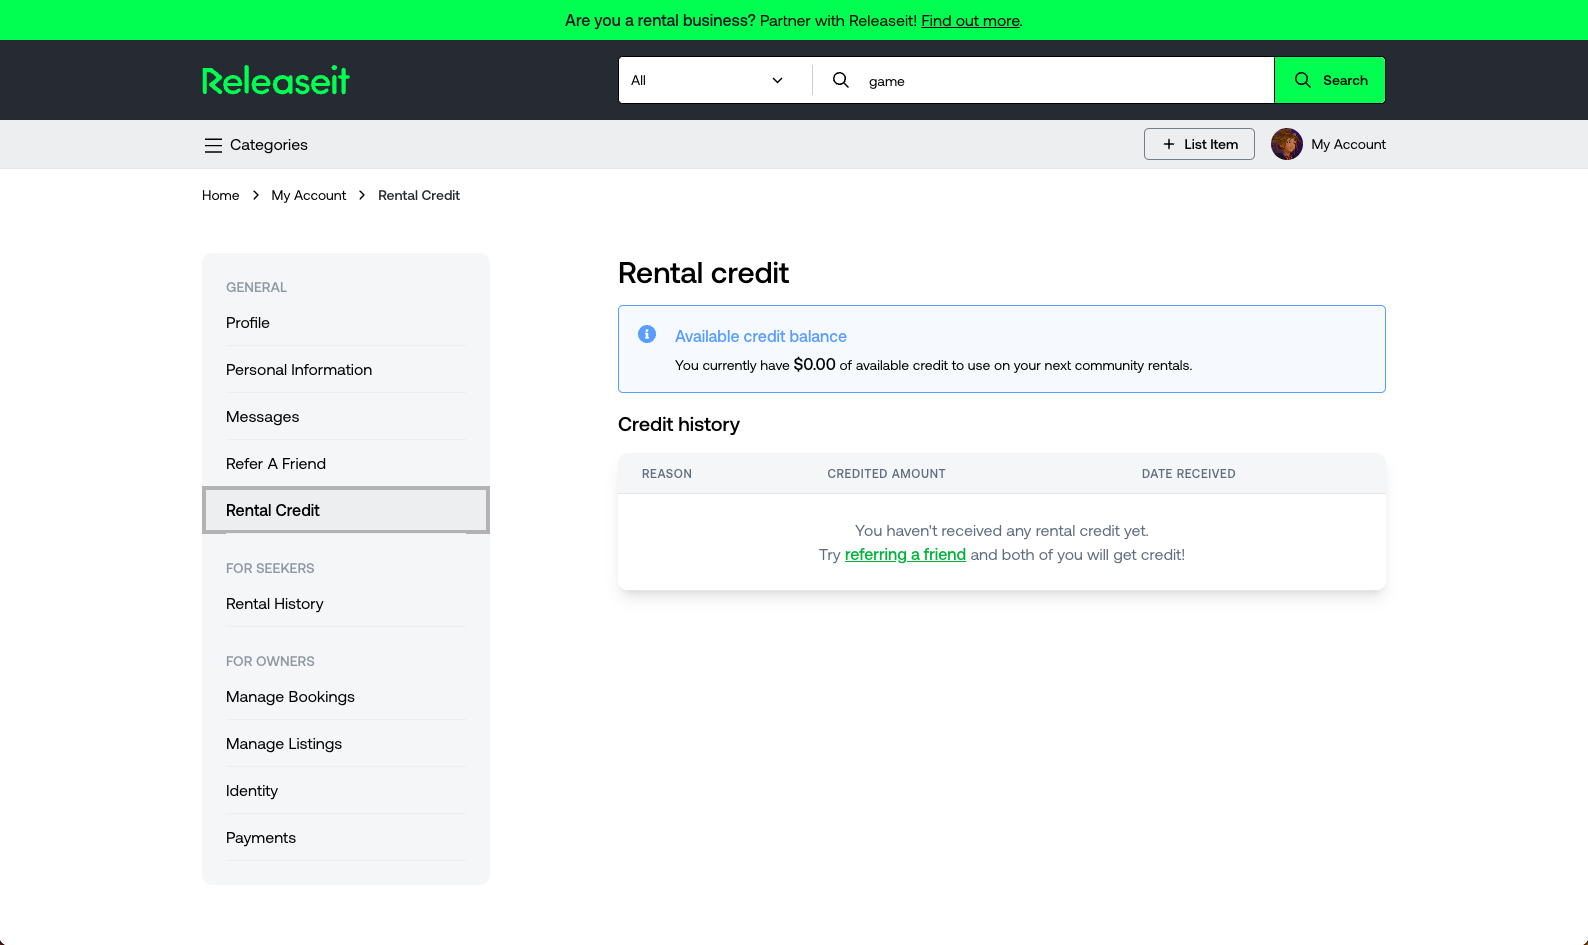 Are you a rental business? Partner with Releaseit! Find out more.
Releaseit
All
game
Search
Categories
List Item
My Account
Home
My Account
Rental Credit
GENERAL
Profile
Personal Information
Messages
Refer A Friend
Rental Credit
FOR SEEKERS
Rental History
FOR OWNERS
Manage Bookings
Manage Listings
Identity
Payments
Rental credit
Available credit balance
You currently have $0.00 of available credit to use on your next community rentals.
Credit history
REASON CREDITED AMOUNT DATE RECEIVED
You haven't received any rental credit yet.
Try referring a friend and both of you will get credit!